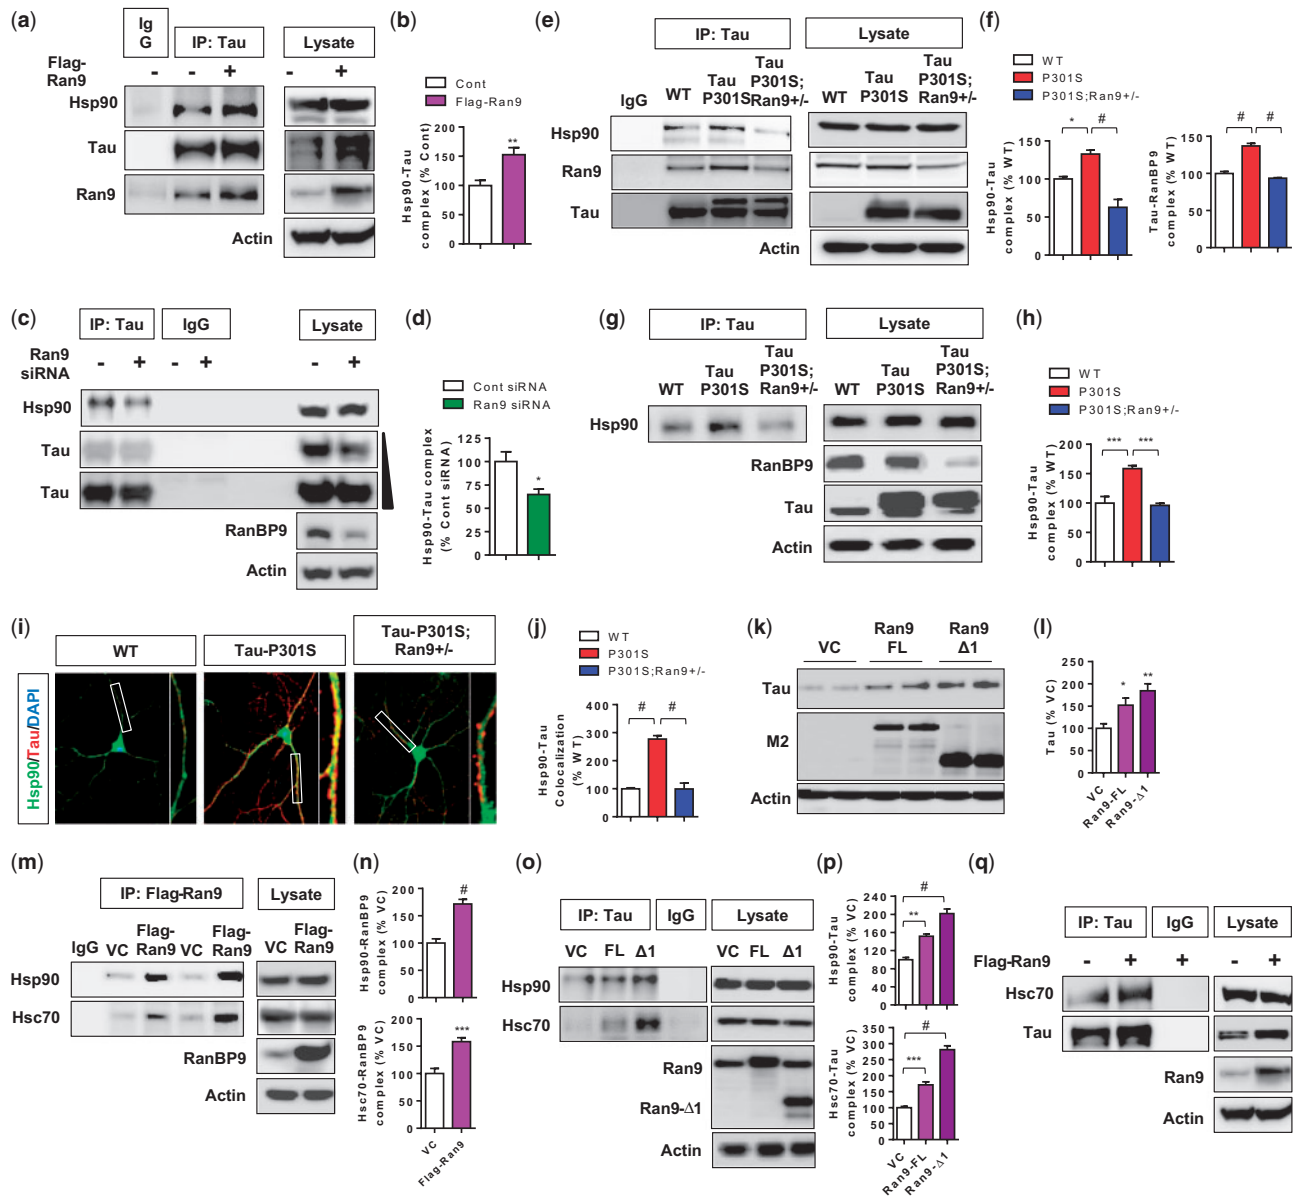 (a)
Ig
G
IP: Tau
Lysate
Flag-
Ran9
- - + - +
Hsp90
Tau
Ran9
Actin
(b)
Cont
Flag-Ran9
Hsp90-Tau
complex (% Cont)
200
150
100
50
0
**
(c)
IP: Tau
IgG
Lysate
Ran9
siRNA
- + - + - +
Hsp90
Tau
Tau
RanBP9
Actin
(d)
Cont siRNA
Ran9 siRNA
Hsp90-Tau complex
(% Cont siRNA)
125
100
75
50
25
0
*
(e)
IP: Tau
Lysate
IgG
WT
Tau
P301S
Tau
P301S;
Ran9+/-
WT
Tau
P301S
Tau
P301S;
Ran9+/-
Hsp90
Ran9
Tau
Actin
(f)
WT
P301S
P301S;Ran9+/-
Hsp90-Tau
complex (% WT)
150
100
50
0
* #
Tau-RanBP9
complex (% WT)
150
100
50
0
# #
(g)
IP: Tau
Lysate
WT
Tau
P301S
Tau
P301S;
Ran9+/-
WT
Tau
P301S
Tau
P301S;
Ran9+/-
Hsp90
RanBP9
Tau
Actin
(h)
WT
P301S
P301S;Ran9+/-
Hsp90-Tau
complex (% WT)
200
150
100
50
0
*** ***
(i)
WT
Tau-P301S
Tau-P301S;
Ran9+/-
Hsp90/Tau/DAPI
(j)
WT
P301S
P301S;Ran9+/-
Hsp90-Tau
Colocalization
(% WT)
400
300
200
100
0
# #
(k)
VC
Ran9
FL
Ran9
Δ1
Tau
M2
Actin
(l)
Tau (% VC)
250
200
150
100
50
0
* **
VC
Ran9-FL
Ran9-Δ1
(m)
IP: Flag-Ran9
Lysate
IgG
VC
Flag-
Ran9
VC
Flag-
Ran9
VC
Flag-
Ran9
Hsp90
Hsc70
RanBP9
Actin
(n)
Hsp90-RanBP9
complex (% VC)
200
150
100
50
0
#
Hsc70-RanBP9
complex (% VC)
200
150
100
50
0
***
VC
Flag-Ran9
(o)
IP: Tau
IgG
Lysate
VC FL Δ1
VC FL Δ1
Hsp90
Hsc70
Ran9
Ran9-Δ1
Actin
(p)
Hsp90-Tau
complex (% VC)
240
200
160
120
80
40
0
#
**
Hsc70-Tau
complex (% VC)
350
300
250
200
150
100
50
0
#
***
VC
Ran9-FL
Ran9-Δ1
(q)
IP: Tau
IgG
Lysate
Flag-Ran9
- + + - +
Hsc70
Tau
Ran9
Actin